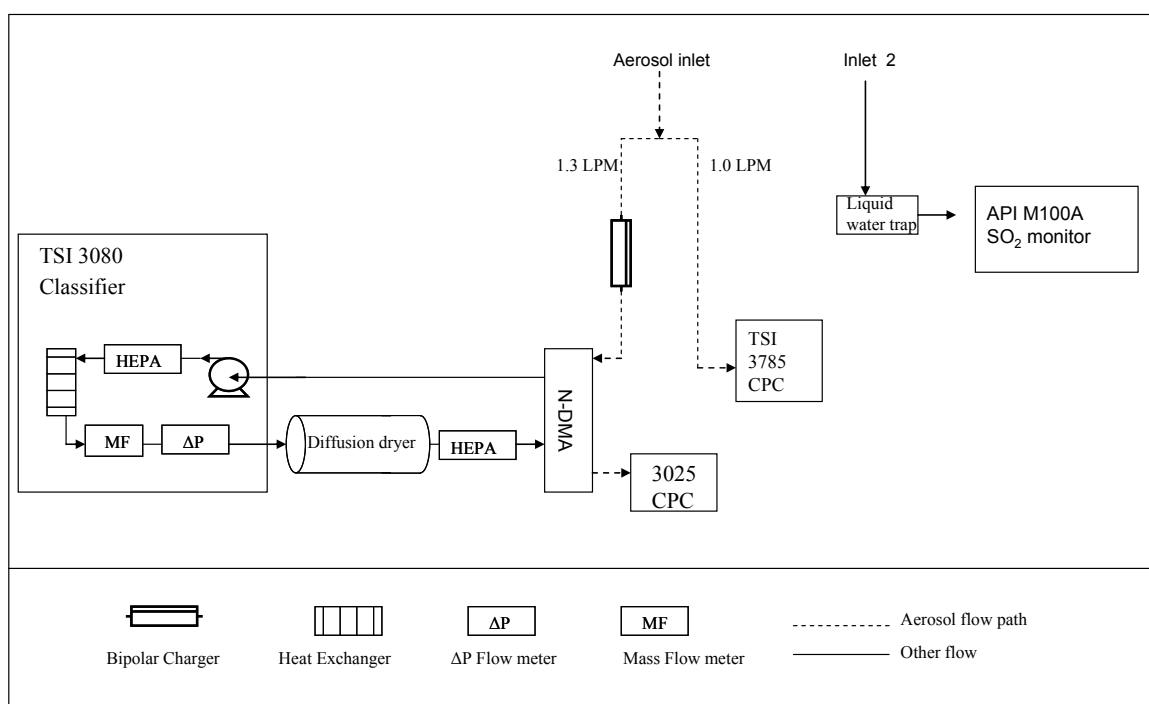 Aerosol inlet
Inlet 2
1.3 LPM
1.0 LPM
Liquid
water trap
API M100A
SO₂ monitor
TSI 3080
Classifier
TSI
3785
CPC
HEPA
N-DMA
MF
ΔP
Diffusion dryer
HEPA
3025
CPC
ΔP
MF
Aerosol flow path
Bipolar Charger
Heat Exchanger
ΔP Flow meter
Mass Flow meter
Other flow